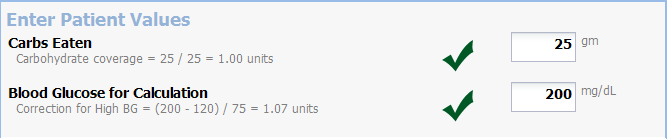 Enter Patient Values
Carbs Eaten
25 gm
Carbohydrate coverage = 25 / 25 = 1.00 units
Blood Glucose for Calculation
200 mg/dL
Correction for High BG = (200 - 120) / 75 = 1.07 units